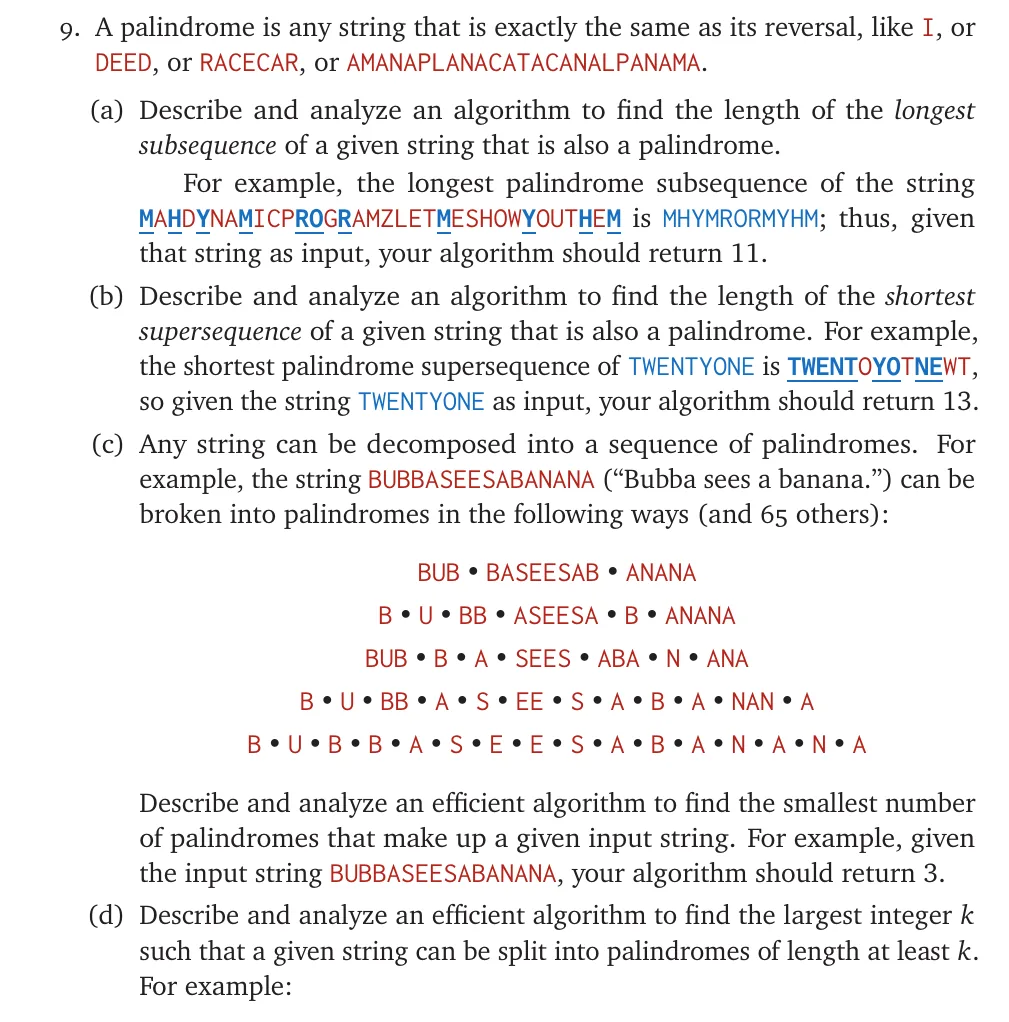 9. A palindrome is any string that is exactly the same as its reversal, like I, or
DEED, or RACECAR, or AMANAPLANACATACANALPANAMA.
(a) Describe and analyze an algorithm to find the length of the longest
subsequence of a given string that is also a palindrome.
For example, the longest palindrome subsequence of the string
MAHDYNAMICPROGRAMZLETMESHOWYOUTHEM is MHYMRORMYHM; thus, given
that string as input, your algorithm should return 11.
(b) Describe and analyze an algorithm to find the length of the shortest
supersequence of a given string that is also a palindrome. For example,
the shortest palindrome supersequence of TWENTYONE is TWENTOYOTNEWT,
so given the string TWENTYONE as input, your algorithm should return 13.
(c) Any string can be decomposed into a sequence of palindromes. For
example, the string BUBBASEESABANANA (“Bubba sees a banana.”) can be
broken into palindromes in the following ways (and 65 others):
BUB • BASEESAB • ANANA
B • U • BB • ASEESA • B • ANANA
BUB • B • A • SEES • ABA • N • ANA
B • U • BB • A • S • EE • S • A • B • A • NAN • A
B • U • B • B • A • S • E • E • S • A • B • A • N • A • N • A
Describe and analyze an efficient algorithm to find the smallest number
of palindromes that make up a given input string. For example, given
the input string BUBBASEESABANANA, your algorithm should return 3.
(d) Describe and analyze an efficient algorithm to find the largest integer k
such that a given string can be split into palindromes of length at least k.
For example: